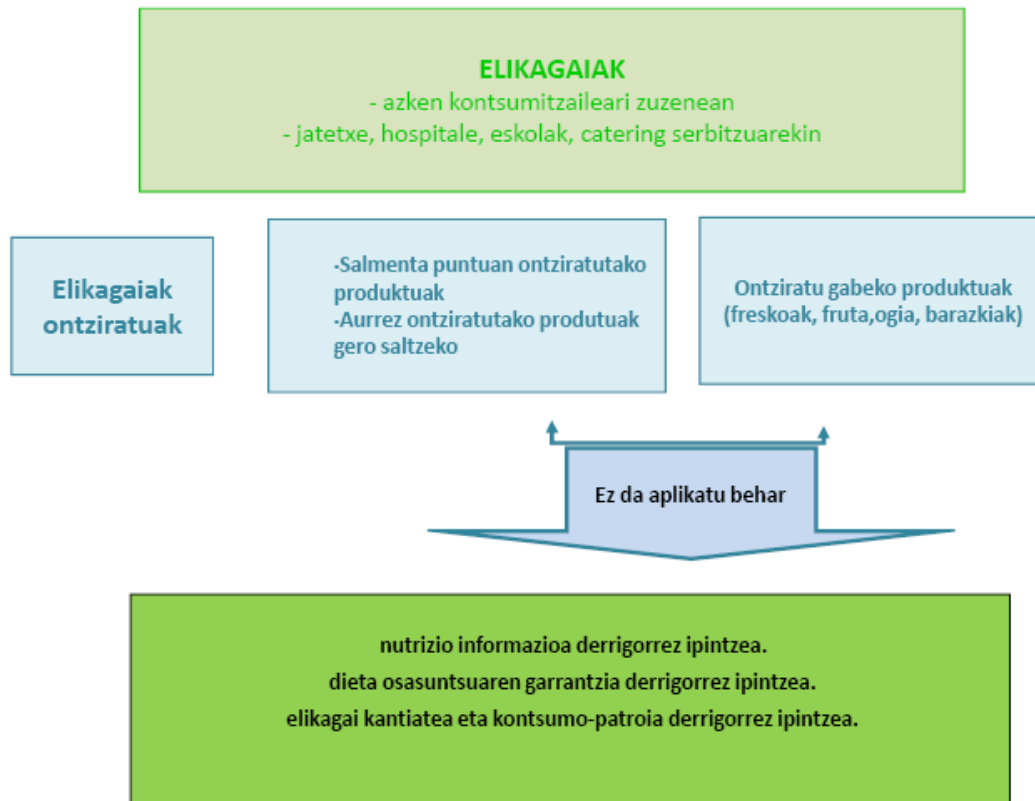 ELIKAGAIAK
- azken kontsumitzaileari zuzenean
- jatetxe, hospitale, eskolak, catering serbitzuarekin
Elikagaiak
ontziratuak
-Salmenta puntuan ontziratutako
produktuak
-Aurrez ontziratutako produtuak
gero saltzeko
Ontziratu gabeko produktuak
(freskoak, fruta,ogia, barazkiak)
Ez da aplikatu behar
nutrizio informazioa derrigorrez ipintzea.
dieta osasuntsuaren garrantzia derrigorrez ipintzea.
elikagai kantiatea eta kontsumo-patroia derrigorrez ipintzea.